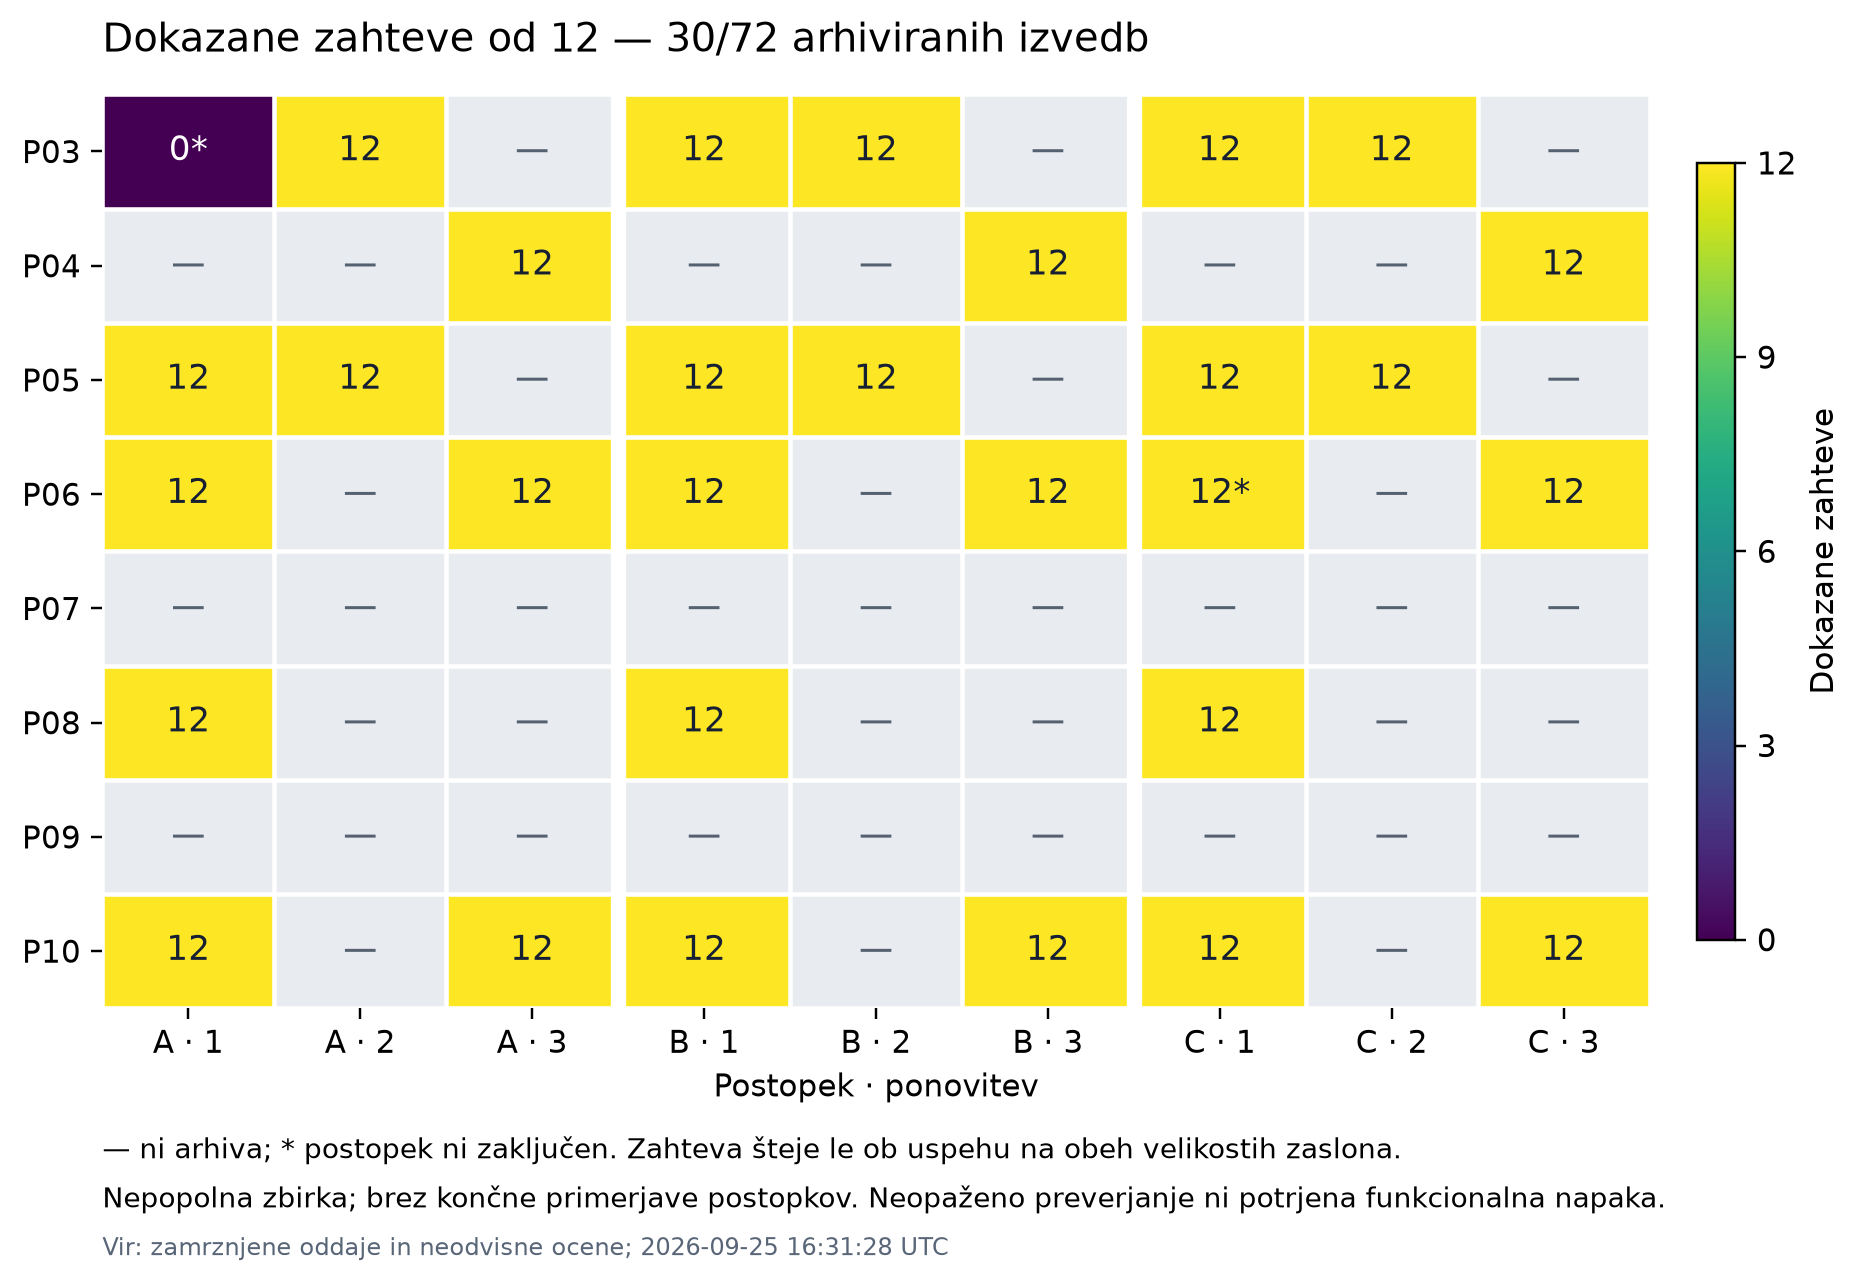 Dokazane zahteve od 12 — 30/72 arhiviranih izvedb
P03 0* 12 — 12 12 — 12 12 —
P04 — — 12 — — 12 — — 12
P05 12 12 — 12 12 — 12 12 —
P06 12 — 12 12 — 12 12* — 12
P07 — — — — — — — — —
P08 12 — — 12 — — 12 — —
P09 — — — — — — — — —
P10 12 — 12 12 — 12 12 — 12
A · 1 A · 2 A · 3 B · 1 B · 2 B · 3 C · 1 C · 2 C · 3
Postopek · ponovitev
12
9
6
3
0
Dokazane zahteve
— ni arhiva; * postopek ni zaključen. Zahteva šteje le ob uspehu na obeh velikostih zaslona.
Nepopolna zbirka; brez končne primerjave postopkov. Neopaženo preverjanje ni potrjena funkcionalna napaka.
Vir: zamrznjene oddaje in neodvisne ocene; 2026-09-25 16:31:28 UTC